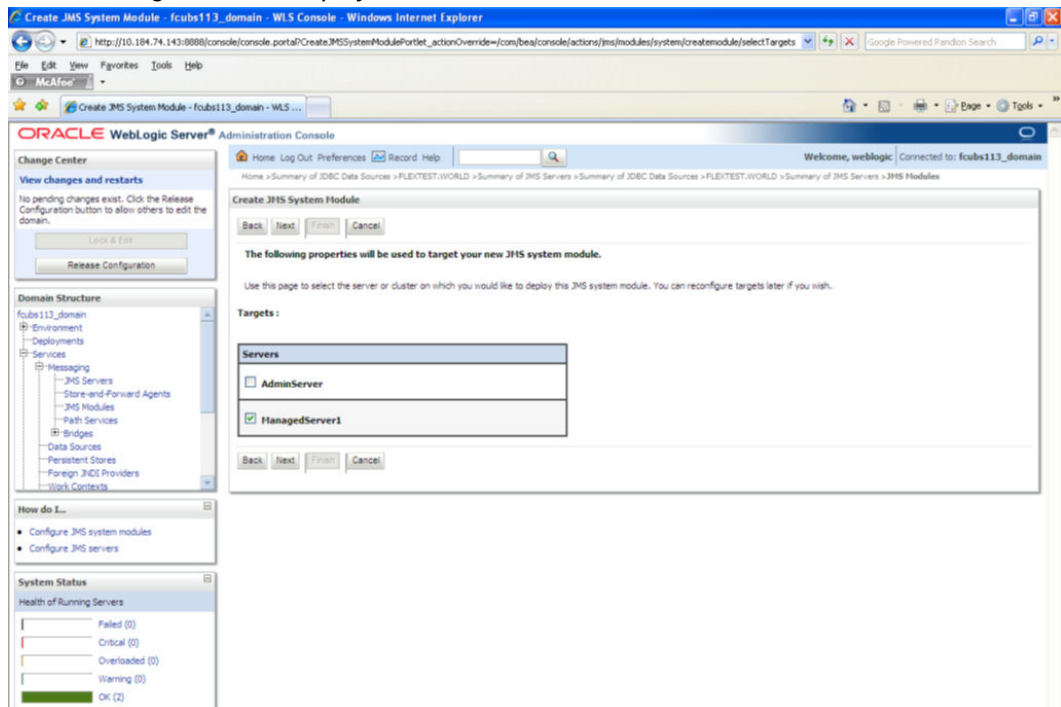 Create JMS System Module - fcubs113_domain - WLS Console - Windows Internet Explorer
http://10.184.74.143:8888/console/console.portal?CreateJMSSystemModulePortlet_actionOverride=/com/bea/console/actions/jms/modules/system/createmodule/selectTargets
Google Powered Pandion Search
File Edit View Favorites Tools Help
McAfee
Create JMS System Module - fcubs113_domain - WLS ...
Page Tools
ORACLE WebLogic Server® Administration Console
Change Center
View changes and restarts
No pending changes exist. Click the Release
Configuration button to allow others to edit the
domain.
Lock & Edit
Release Configuration
Domain Structure
fcubs113_domain
Environment
Deployments
Services
Messaging
JMS Servers
Store-and-Forward Agents
JMS Modules
Path Services
Bridges
Data Sources
Persistent Stores
Foreign JNDI Providers
Work Contexts
How do I...
Configure JMS system modules
Configure JMS servers
System Status
Health of Running Servers
Failed (0)
Critical (0)
Overloaded (0)
Warning (0)
OK (2)
Home Log Out Preferences Record Help
Welcome, weblogic Connected to: fcubs113_domain
Home >Summary of JDBC Data Sources >FLEXTEST.WORLD >Summary of JMS Servers >Summary of JDBC Data Sources >FLEXTEST.WORLD >Summary of JMS Servers >JMS Modules
Create JMS System Module
Back Next Finish Cancel
The following properties will be used to target your new JMS system module.
Use this page to select the server or cluster on which you would like to deploy this JMS system module. You can reconfigure targets later if you wish.
Targets :
Servers
AdminServer
ManagedServer1
Back Next Finish Cancel